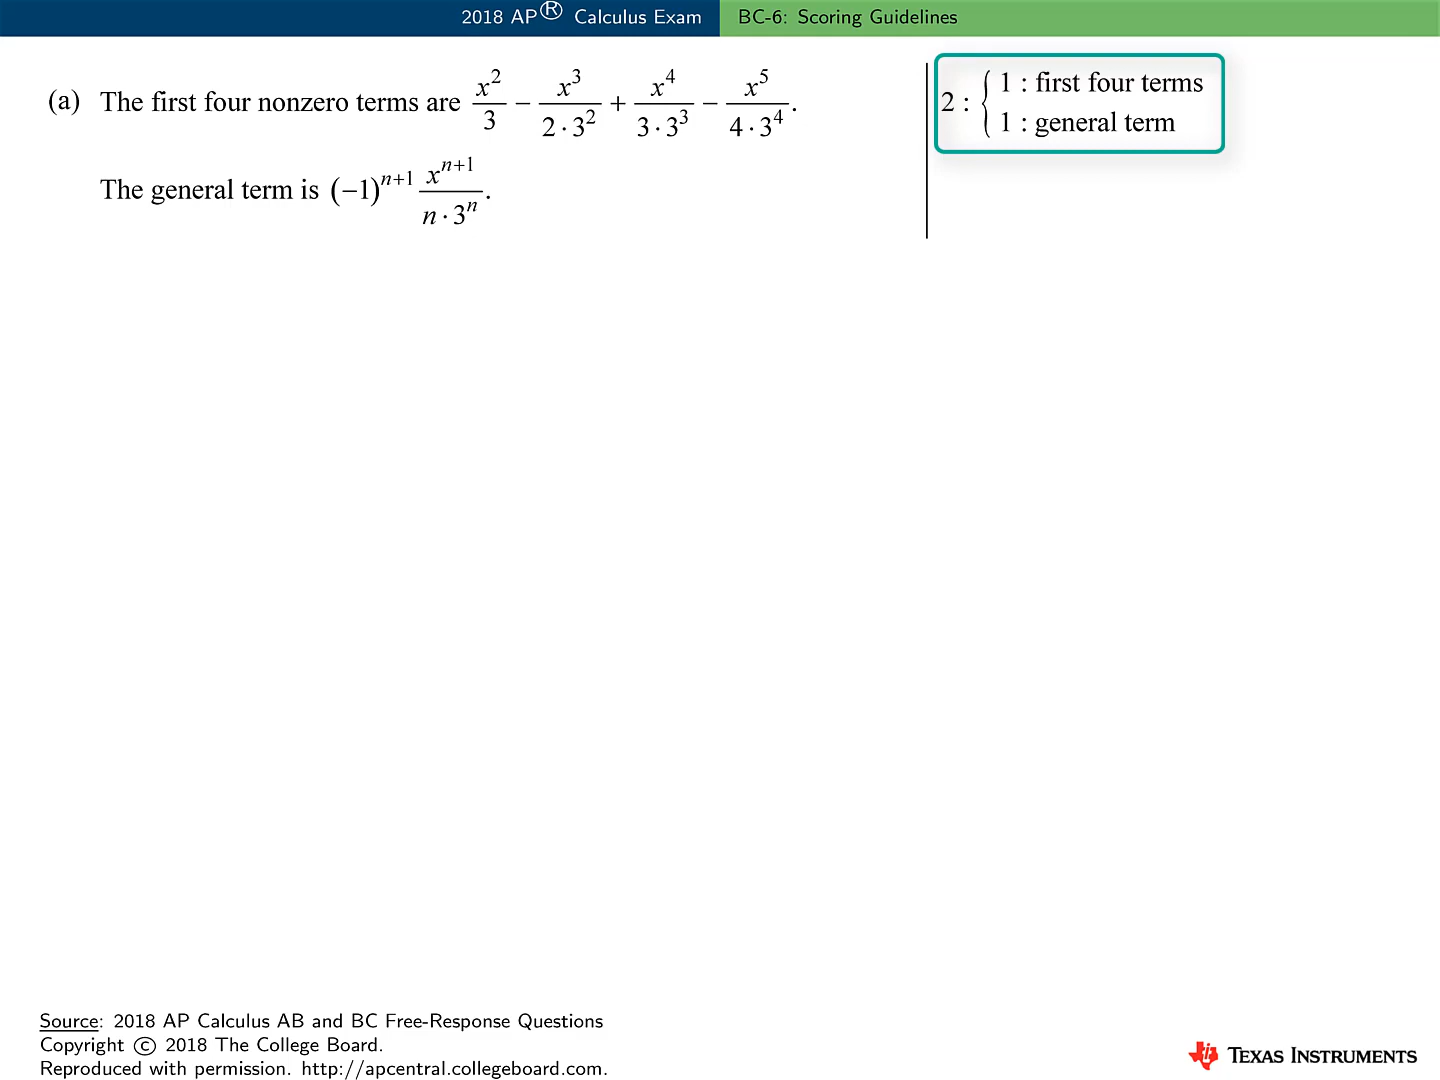 2018 AP® Calculus Exam BC-6: Scoring Guidelines
(a) The first four nonzero terms are x^2/3 − x^3/(2·3^2) + x^4/(3·3^3) − x^5/(4·3^4).
2 : { 1 : first four terms
1 : general term
The general term is (−1)^(n+1) x^(n+1)/(n·3^n).
Source: 2018 AP Calculus AB and BC Free-Response Questions
Copyright © 2018 The College Board.
Reproduced with permission. http://apcentral.collegeboard.com.
TEXAS INSTRUMENTS